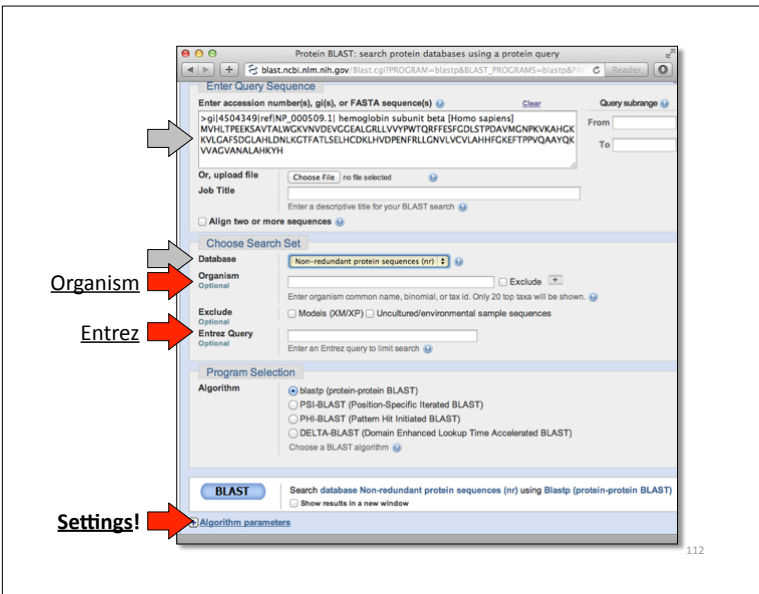 Protein BLAST: search protein databases using a protein query
blast.ncbi.nlm.nih.gov/Blast.cgi?PROGRAM=blastp&BLAST_PROGRAMS=blastp&PA Reader
Enter Query Sequence
Enter accession number(s), gi(s), or FASTA sequence(s) Clear Query subrange
>gi|4504349|ref|NP_000509.1| hemoglobin subunit beta [Homo sapiens]
MVHLTPEEKSAVTALWGKVNVDEVGGEALGRLLVVYPWTQRFFESFGDLSTPDAVMGNPKVKAHGK
KVLGAFSDGLAHLDNLKGTFATLSELHCDKLHVDPENFRLLGNVLVCVLAHHFGKEFTPPVQAAYQK
VVAGVANALAHKYH
From
To
Or, upload file Choose File no file selected
Job Title
Enter a descriptive title for your BLAST search
Align two or more sequences
Choose Search Set
Database Non-redundant protein sequences (nr)
Organism
Organism
Optional
Exclude +
Enter organism common name, binomial, or tax id. Only 20 top taxa will be shown.
Exclude
Optional
Models (XM/XP) Uncultured/environmental sample sequences
Entrez
Entrez Query
Optional
Enter an Entrez query to limit search
Program Selection
Algorithm
blastp (protein-protein BLAST)
PSI-BLAST (Position-Specific Iterated BLAST)
PHI-BLAST (Pattern Hit Initiated BLAST)
DELTA-BLAST (Domain Enhanced Lookup Time Accelerated BLAST)
Choose a BLAST algorithm
BLAST
Search database Non-redundant protein sequences (nr) using Blastp (protein-protein BLAST)
Show results in a new window
Settings!
+ Algorithm parameters
112